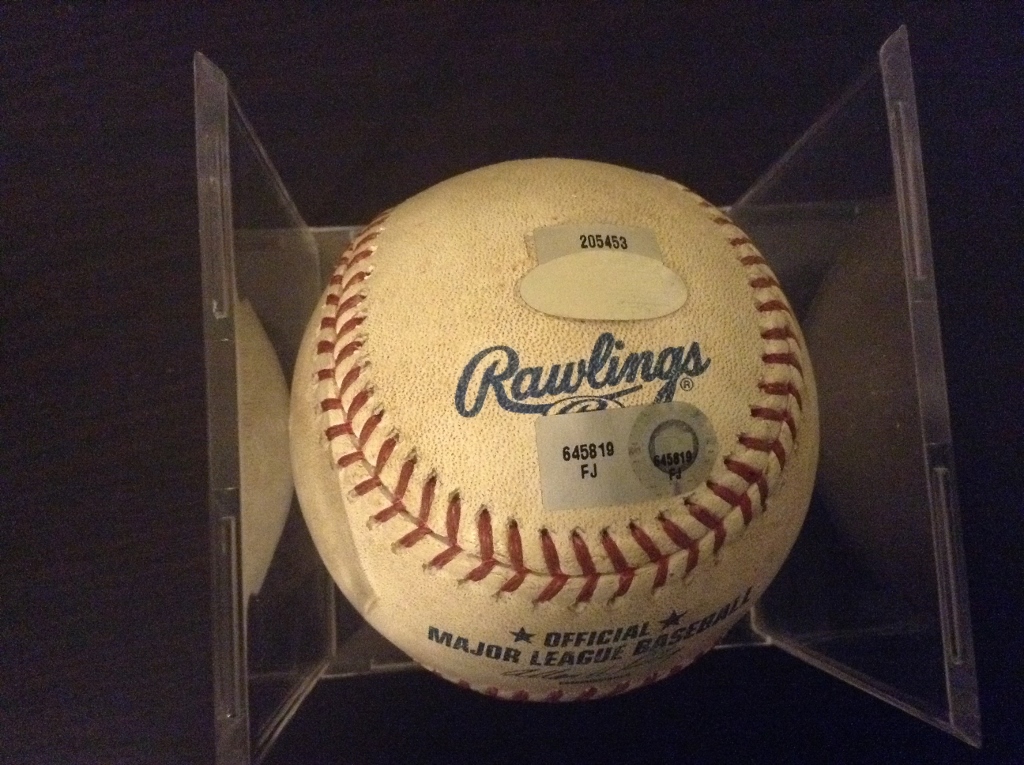 205453
Rawlings®
645819
FJ
645819
FJ
★ OFFICIAL ★
MAJOR LEAGUE BASEBALL